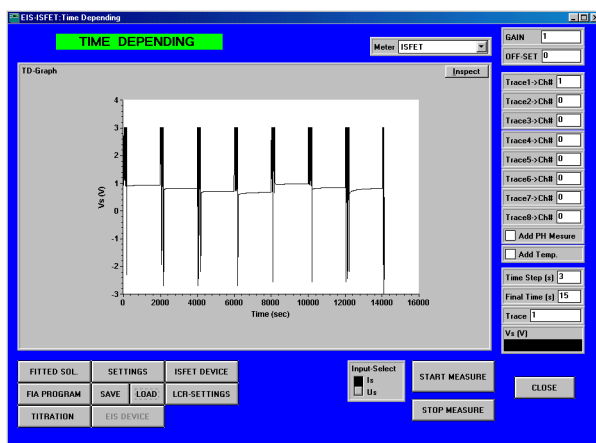 EIS-ISFET:Time Depending
TIME DEPENDING
Meter ISFET
GAIN 1
OFF-SET 0
TD-Graph
Inspect
Trace1->Ch# 1
Trace2->Ch# 0
Trace3->Ch# 0
Trace4->Ch# 0
Trace5->Ch# 0
Trace6->Ch# 0
Trace7->Ch# 0
Trace8->Ch# 0
Add PH Mesure
Add Temp.
Time Step (s) 3
Final Time (s) 15
Trace 1
Vs (V)
4
3
2
1
0
-1
-2
-3
Vs (V)
0 2000 4000 6000 8000 10000 12000 14000 16000
Time (sec)
FITTED SOL. SETTINGS ISFET DEVICE
FIA PROGRAM SAVE LOAD LCR-SETTINGS
TITRATION EIS DEVICE
Input-Select
Is
Us
START MEASURE
STOP MEASURE
CLOSE